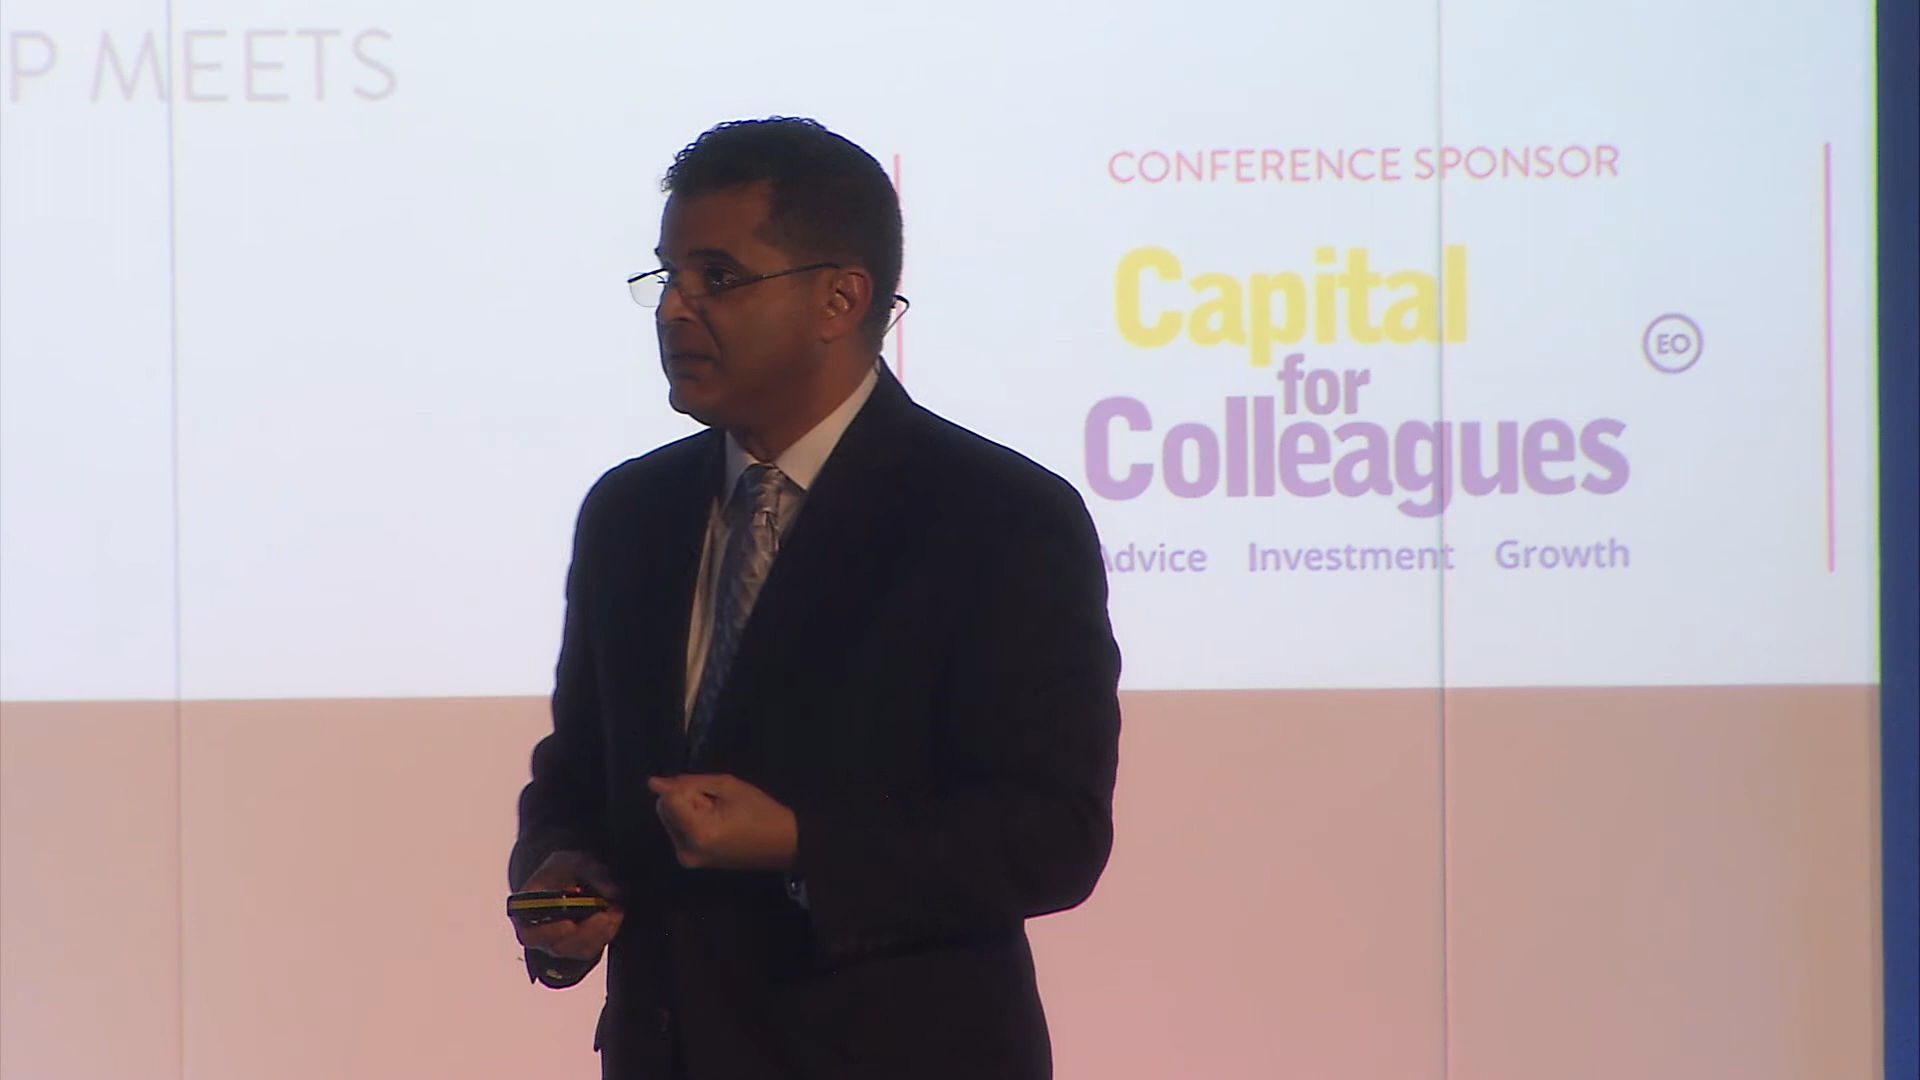 P MEETS
CONFERENCE SPONSOR
Capital
for
Colleagues
EO
Advice Investment Growth